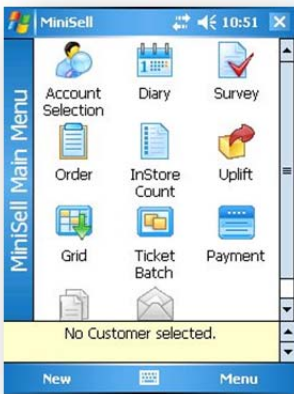 MiniSell 10:51
MiniSell Main Menu
Account Selection
Diary
Survey
Order
InStore Count
Uplift
Grid
Ticket Batch
Payment
No Customer selected.
New Menu